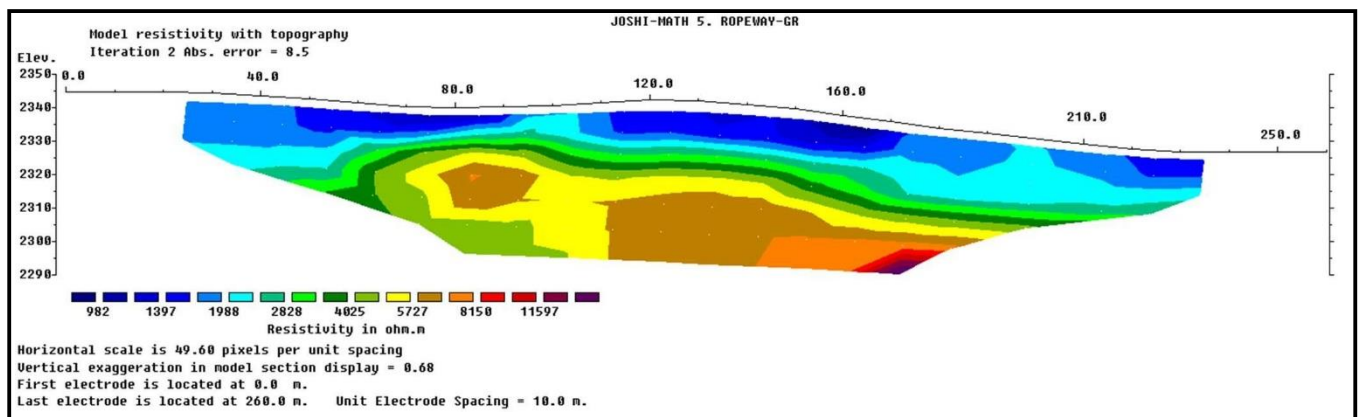 JOSHI-MATH 5. ROPEWAY-GR
Model resistivity with topography
Iteration 2 Abs. error = 8.5
Elev.
2350 0.0 40.0 80.0 120.0 160.0 210.0 250.0
2340
2330
2320
2310
2300
2290
982 1397 1988 2828 4025 5727 8150 11597
Resistivity in ohm.m
Horizontal scale is 49.60 pixels per unit spacing
Vertical exaggeration in model section display = 0.68
First electrode is located at 0.0 m.
Last electrode is located at 260.0 m. Unit Electrode Spacing = 10.0 m.